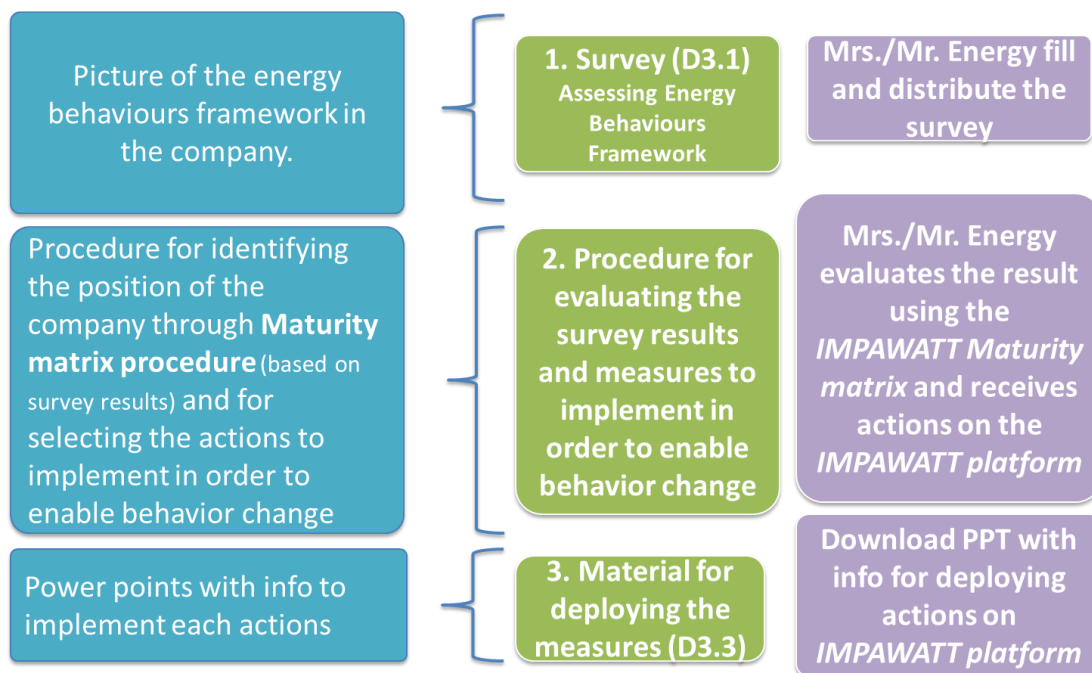 Picture of the energy
behaviours framework in
the company.
1. Survey (D3.1)
Assessing Energy
Behaviours
Framework
Mrs./Mr. Energy fill
and distribute the
survey
Procedure for identifying
the position of the
company through Maturity
matrix procedure (based on
survey results) and for
selecting the actions to
implement in order to
enable behavior change
2. Procedure for
evaluating the
survey results
and measures to
implement in
order to enable
behavior change
Mrs./Mr. Energy
evaluates the result
using the
IMPAWATT Maturity
matrix and receives
actions on the
IMPAWATT platform
Power points with info to
implement each actions
3. Material for
deploying the
measures (D3.3)
Download PPT with
info for deploying
actions on
IMPAWATT platform